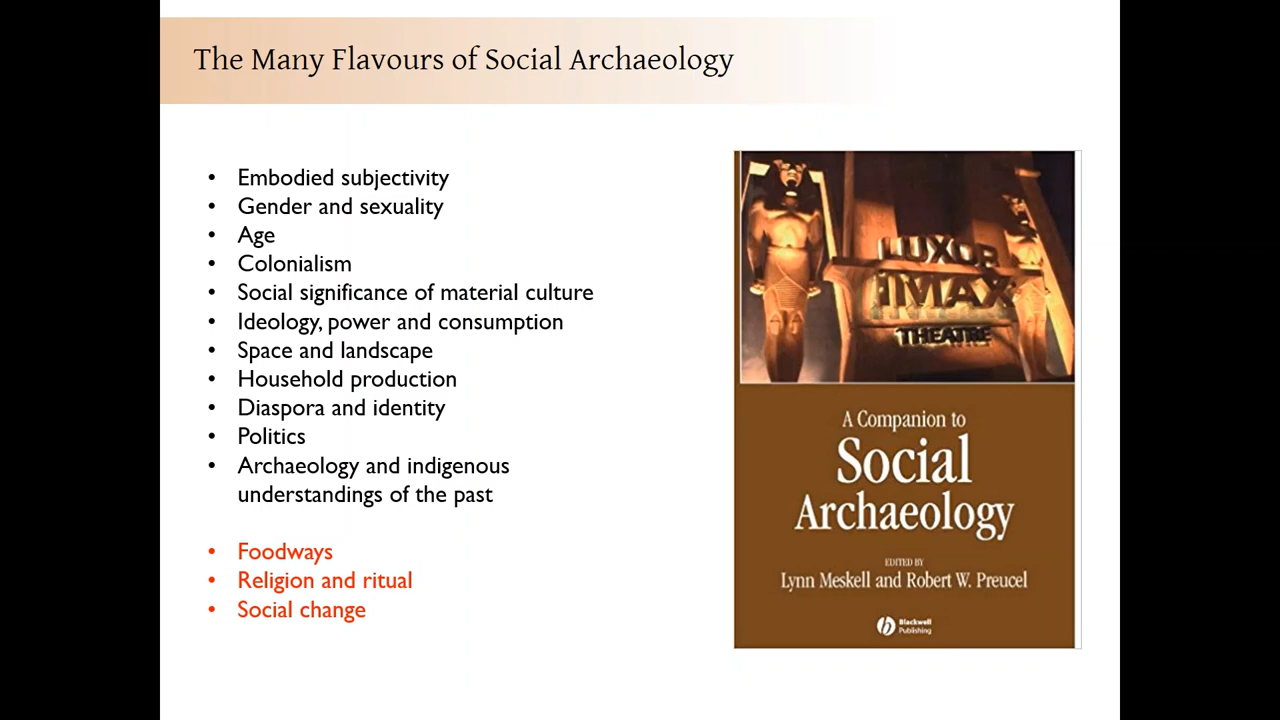 The Many Flavours of Social Archaeology
• Embodied subjectivity
• Gender and sexuality
• Age
• Colonialism
• Social significance of material culture
• Ideology, power and consumption
• Space and landscape
• Household production
• Diaspora and identity
• Politics
• Archaeology and indigenous
understandings of the past
• Foodways
• Religion and ritual
• Social change
LUXOR
IMAX
THEATRE
A Companion to
Social
Archaeology
EDITED BY
Lynn Meskell and Robert W. Preucel
b Blackwell
Publishing